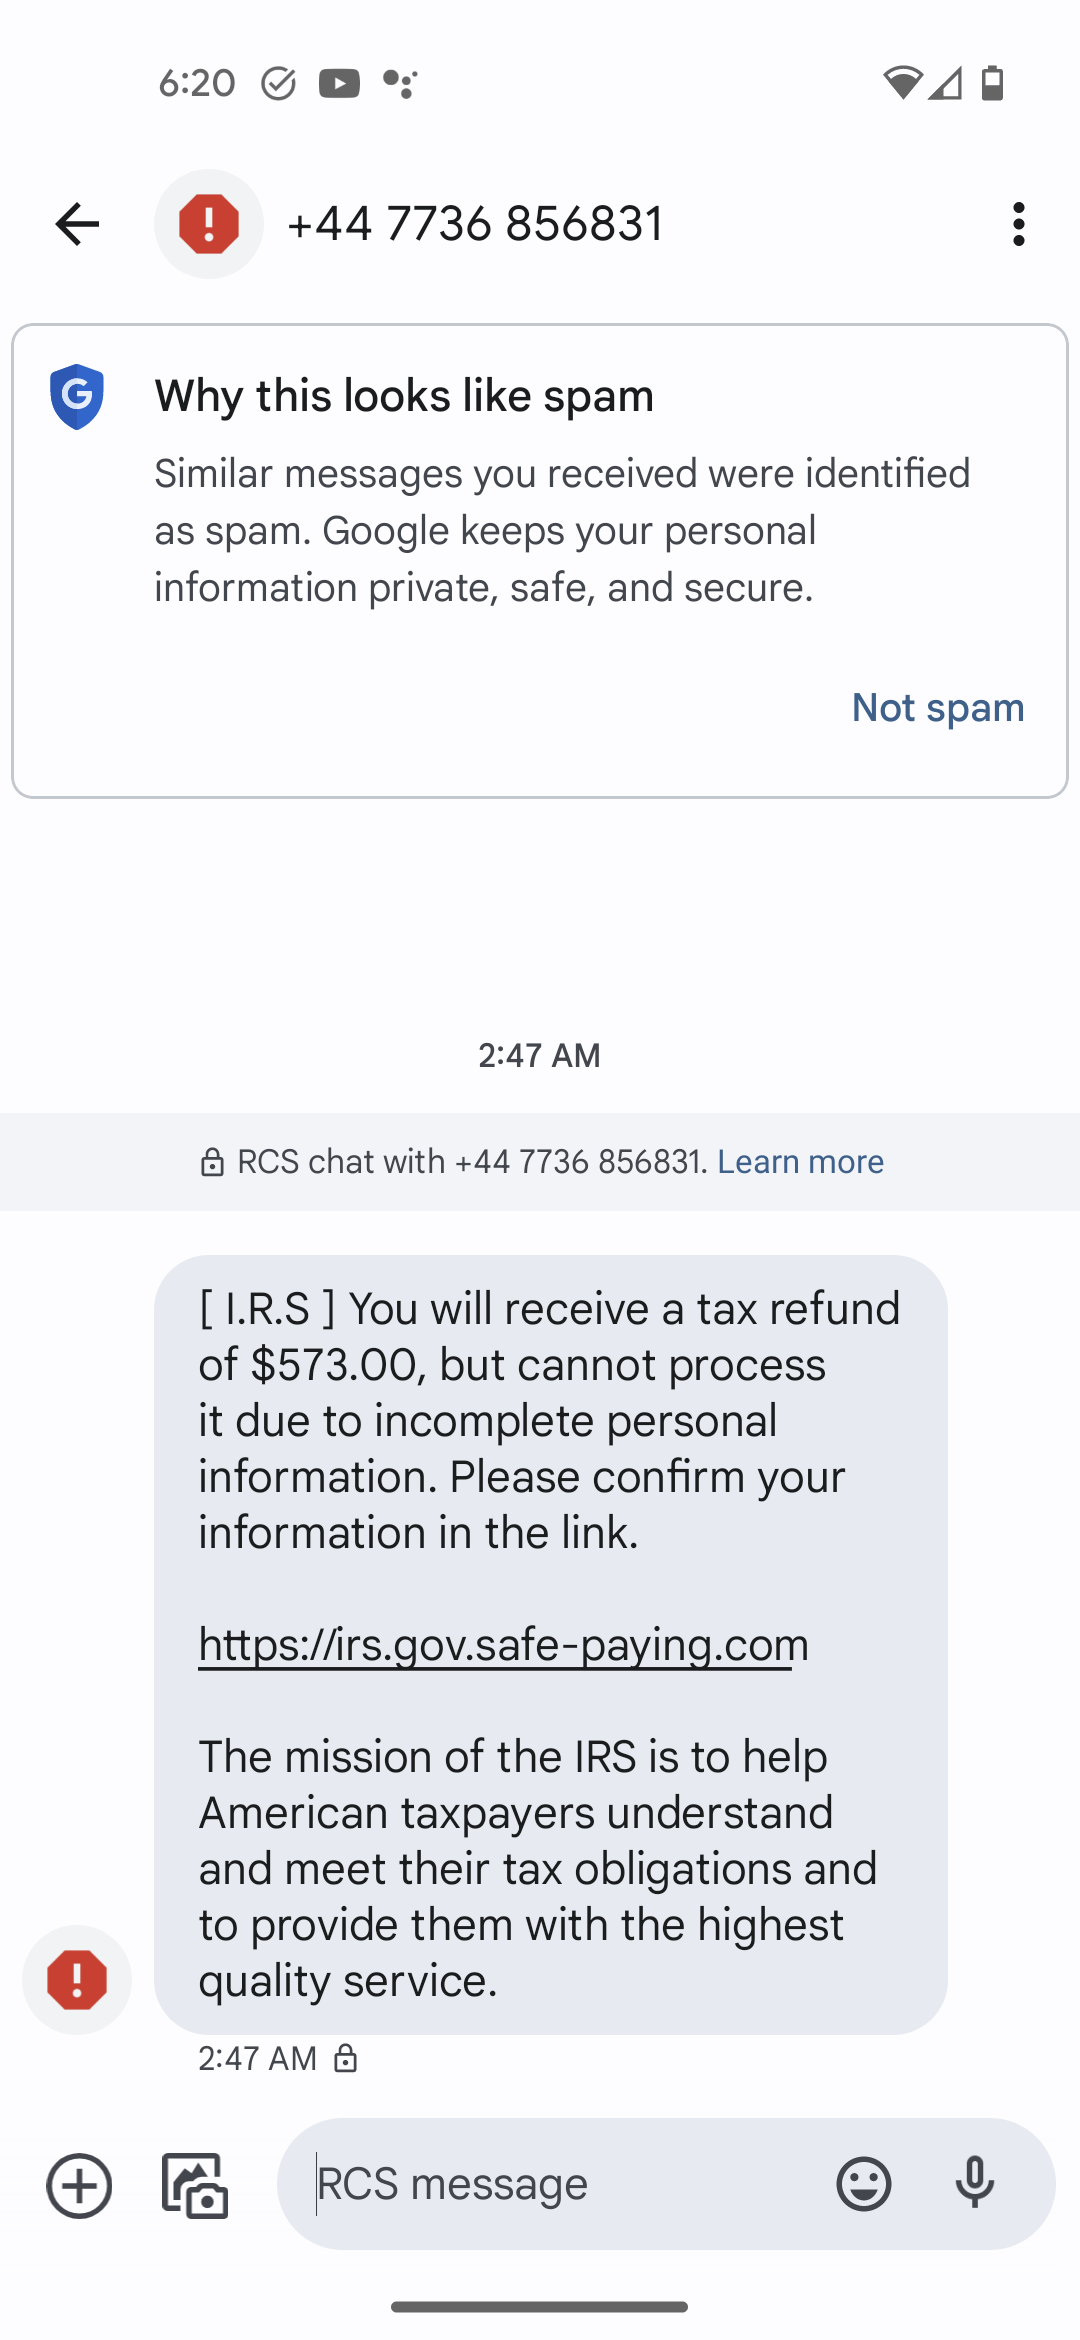 6:20
+44 7736 856831
Why this looks like spam
Similar messages you received were identified
as spam. Google keeps your personal
information private, safe, and secure.
Not spam
2:47 AM
RCS chat with +44 7736 856831. Learn more
[ I.R.S ] You will receive a tax refund
of $573.00, but cannot process
it due to incomplete personal
information. Please confirm your
information in the link.
https://irs.gov.safe-paying.com
The mission of the IRS is to help
American taxpayers understand
and meet their tax obligations and
to provide them with the highest
quality service.
2:47 AM
RCS message